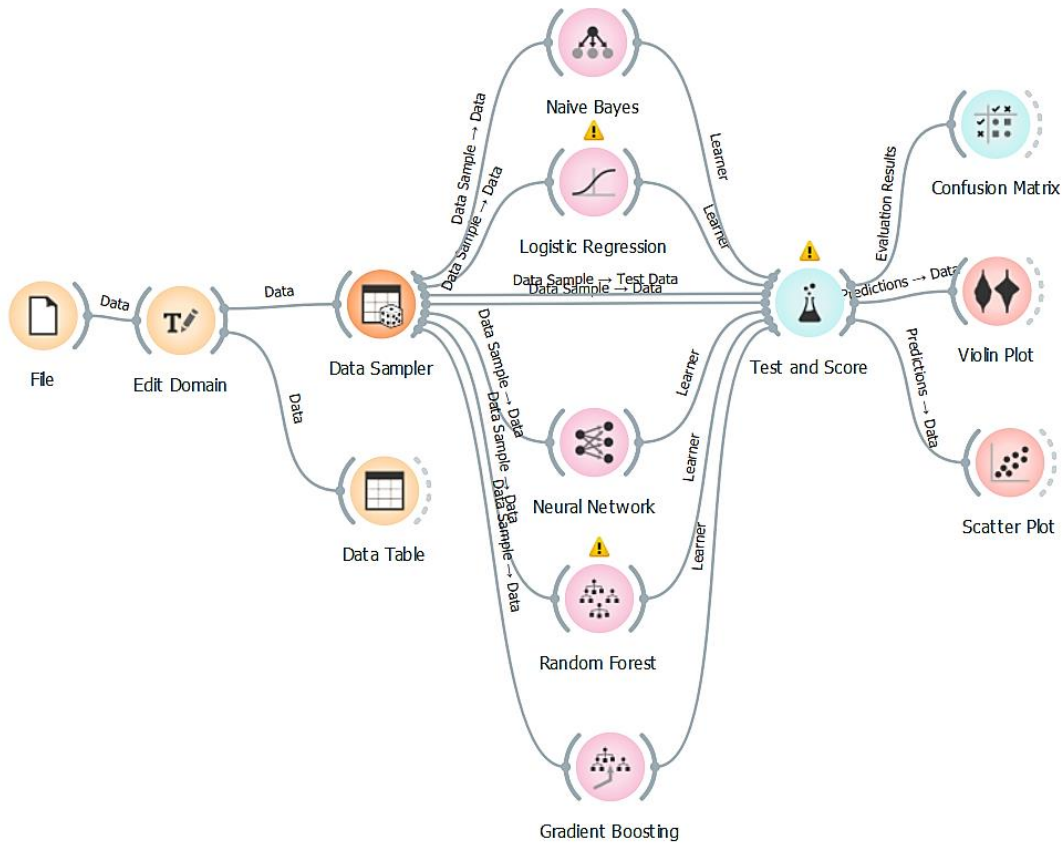 Naive Bayes
Data Sample → Data
Learner
Confusion Matrix
Evaluation Results
Logistic Regression
Data Sample → Data
Learner
Data Sample → Test Data
Data Sample → Data
File
Data
Edit Domain
Data
Data Sampler
Test and Score
Predictions → Data
Violin Plot
Data
Data Table
Data Sample → Data
Neural Network
Learner
Predictions → Data
Scatter Plot
Data Sample → Data
Random Forest
Learner
Data Sample → Data
Gradient Boosting
Learner
T